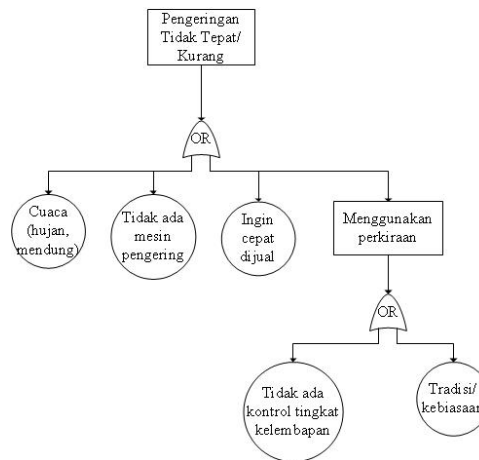 Pengeringan
Tidak Tepat/
Kurang
OR
Cuaca
(hujan,
mendung)
Tidak ada
mesin
pengering
Ingin
cepat
dijual
Menggunakan
perkiraan
OR
Tidak ada
kontrol tingkat
kelembapan
Tradisi/
kebiasaan